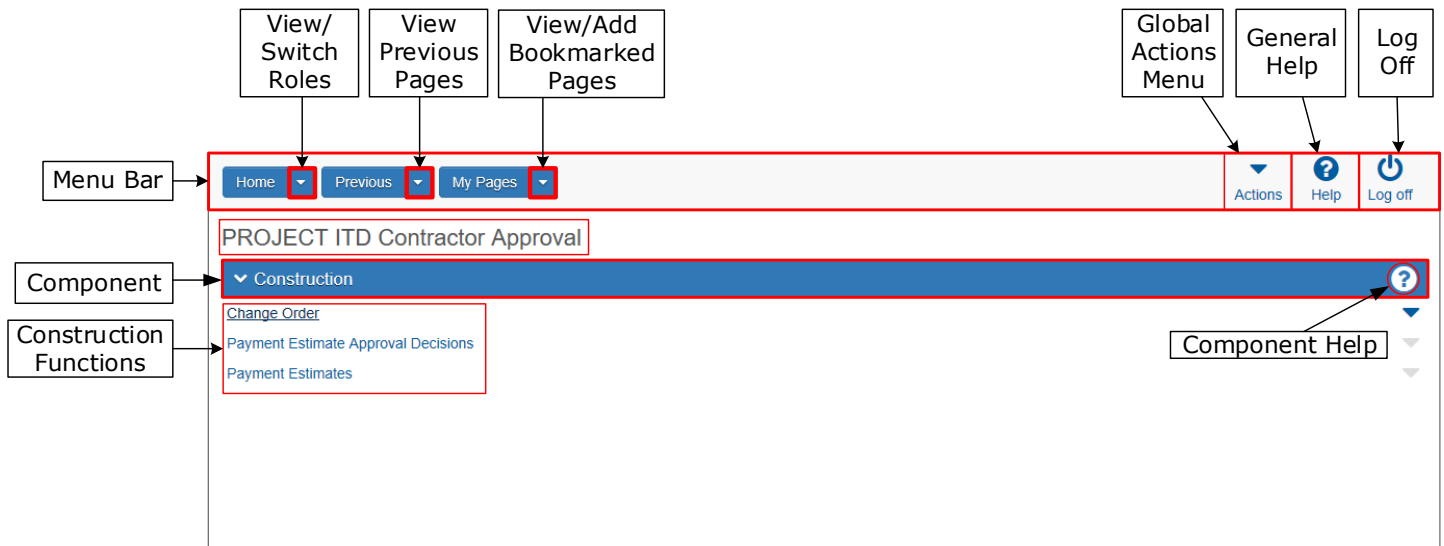 View/
Switch
Roles
View
Previous
Pages
View/Add
Bookmarked
Pages
Global
Actions
Menu
General
Help
Log
Off
Menu Bar
Home
Previous
My Pages
Actions
Help
Log off
PROJECT ITD Contractor Approval
Component
Construction
?
Construction
Functions
Change Order
Payment Estimate Approval Decisions
Payment Estimates
Component Help